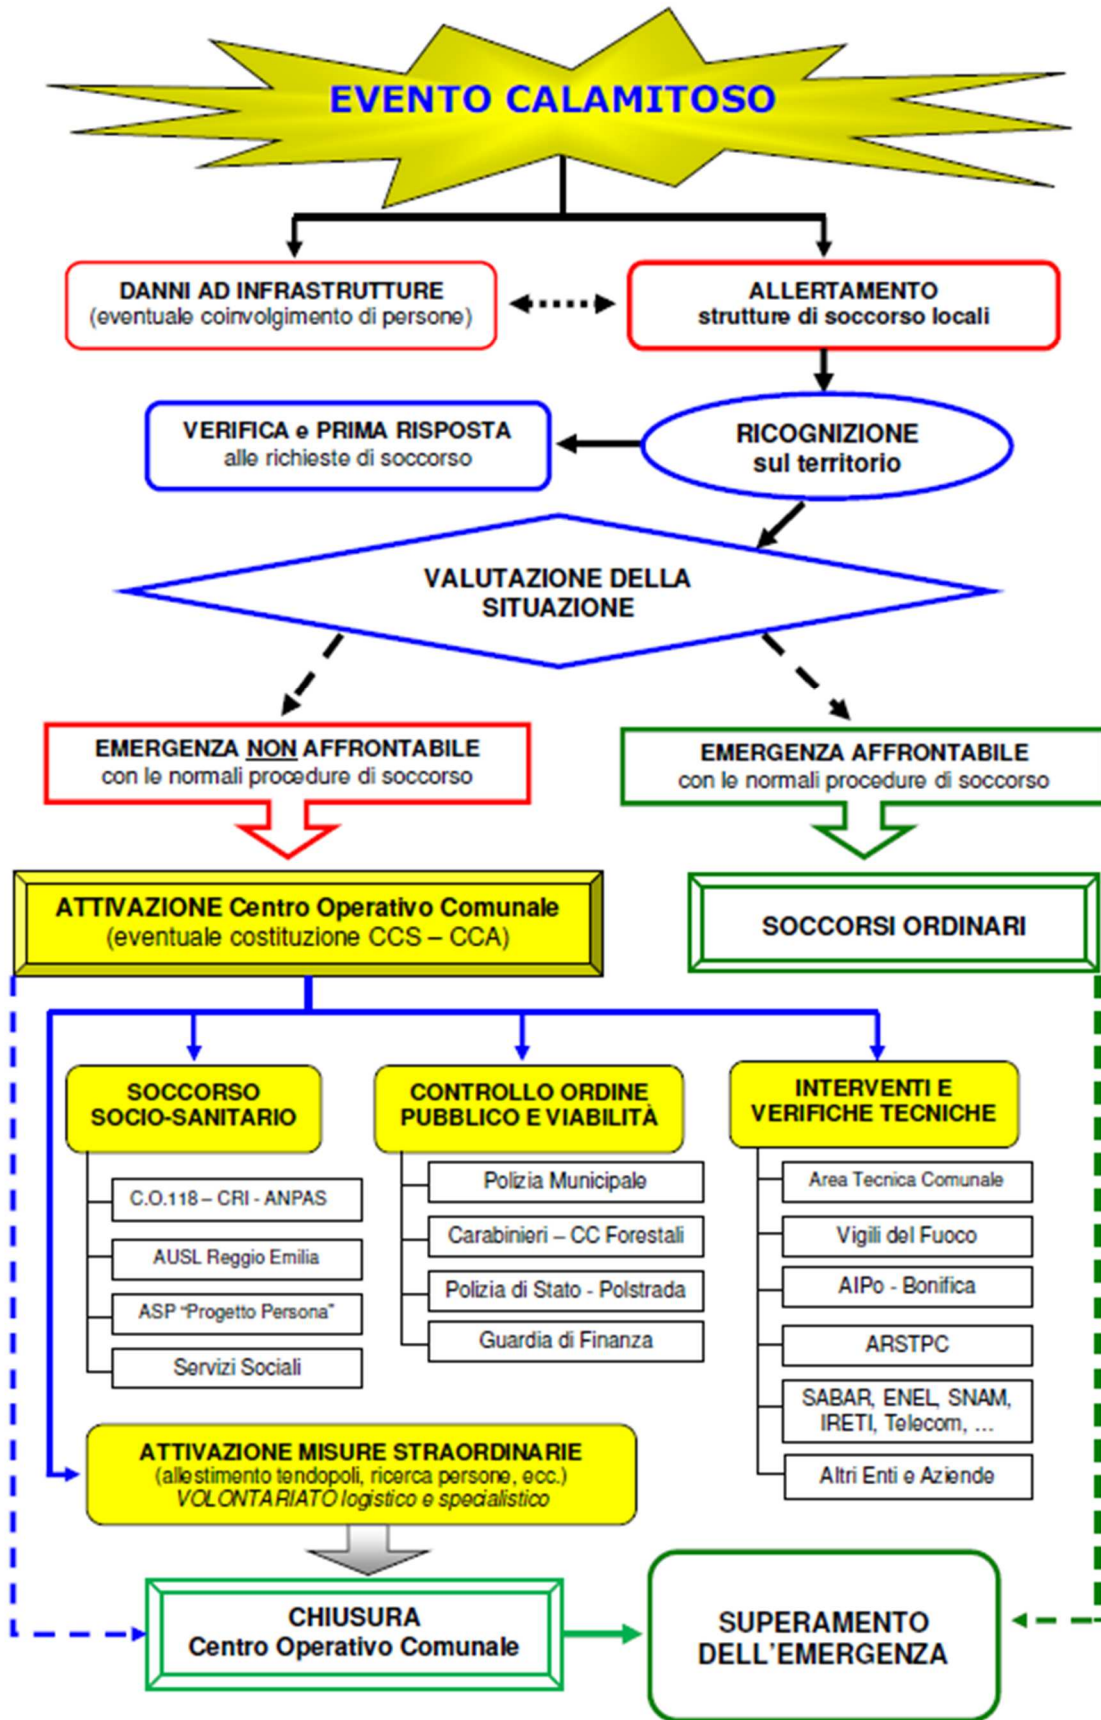 EVENTO CALAMITOSO
DANNI AD INFRASTRUTTURE
(eventuale coinvolgimento di persone)
ALLERTAMENTO
strutture di soccorso locali
VERIFICA e PRIMA RISPOSTA
alle richieste di soccorso
RICOGNIZIONE
sul territorio
VALUTAZIONE DELLA
SITUAZIONE
EMERGENZA NON AFFRONTABILE
con le normali procedure di soccorso
EMERGENZA AFFRONTABILE
con le normali procedure di soccorso
ATTIVAZIONE Centro Operativo Comunale
(eventuale costituzione CCS – CCA)
SOCCORSI ORDINARI
SOCCORSO
SOCIO-SANITARIO
C.O.118 – CRI - ANPAS
AUSL Reggio Emilia
ASP “Progetto Persona”
Servizi Sociali
CONTROLLO ORDINE
PUBBLICO E VIABILITÀ
Polizia Municipale
Carabinieri – CC Forestali
Polizia di Stato - Polstrada
Guardia di Finanza
INTERVENTI E
VERIFICHE TECNICHE
Area Tecnica Comunale
Vigili del Fuoco
AIPo - Bonifica
ARSTPC
SABAR, ENEL, SNAM,
IRETI, Telecom, ...
Altri Enti e Aziende
ATTIVAZIONE MISURE STRAORDINARIE
(allestimento tendopoli, ricerca persone, ecc.)
VOLONTARIATO logistico e specialistico
CHIUSURA
Centro Operativo Comunale
SUPERAMENTO
DELL'EMERGENZA